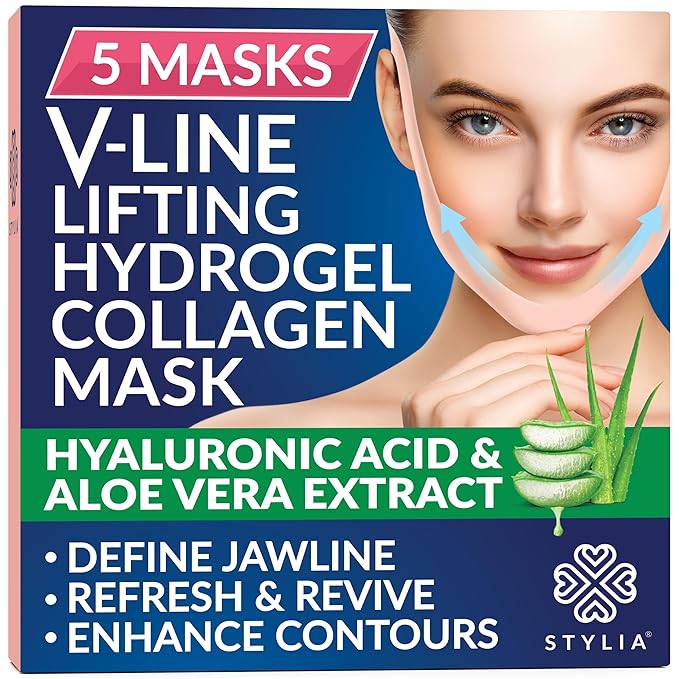 5 MASKS
V-LINE
LIFTING
HYDROGEL
COLLAGEN
MASK
HYALURONIC ACID &
ALOE VERA EXTRACT
• DEFINE JAWLINE
• REFRESH & REVIVE
• ENHANCE CONTOURS
STYLIA®
STYLIA